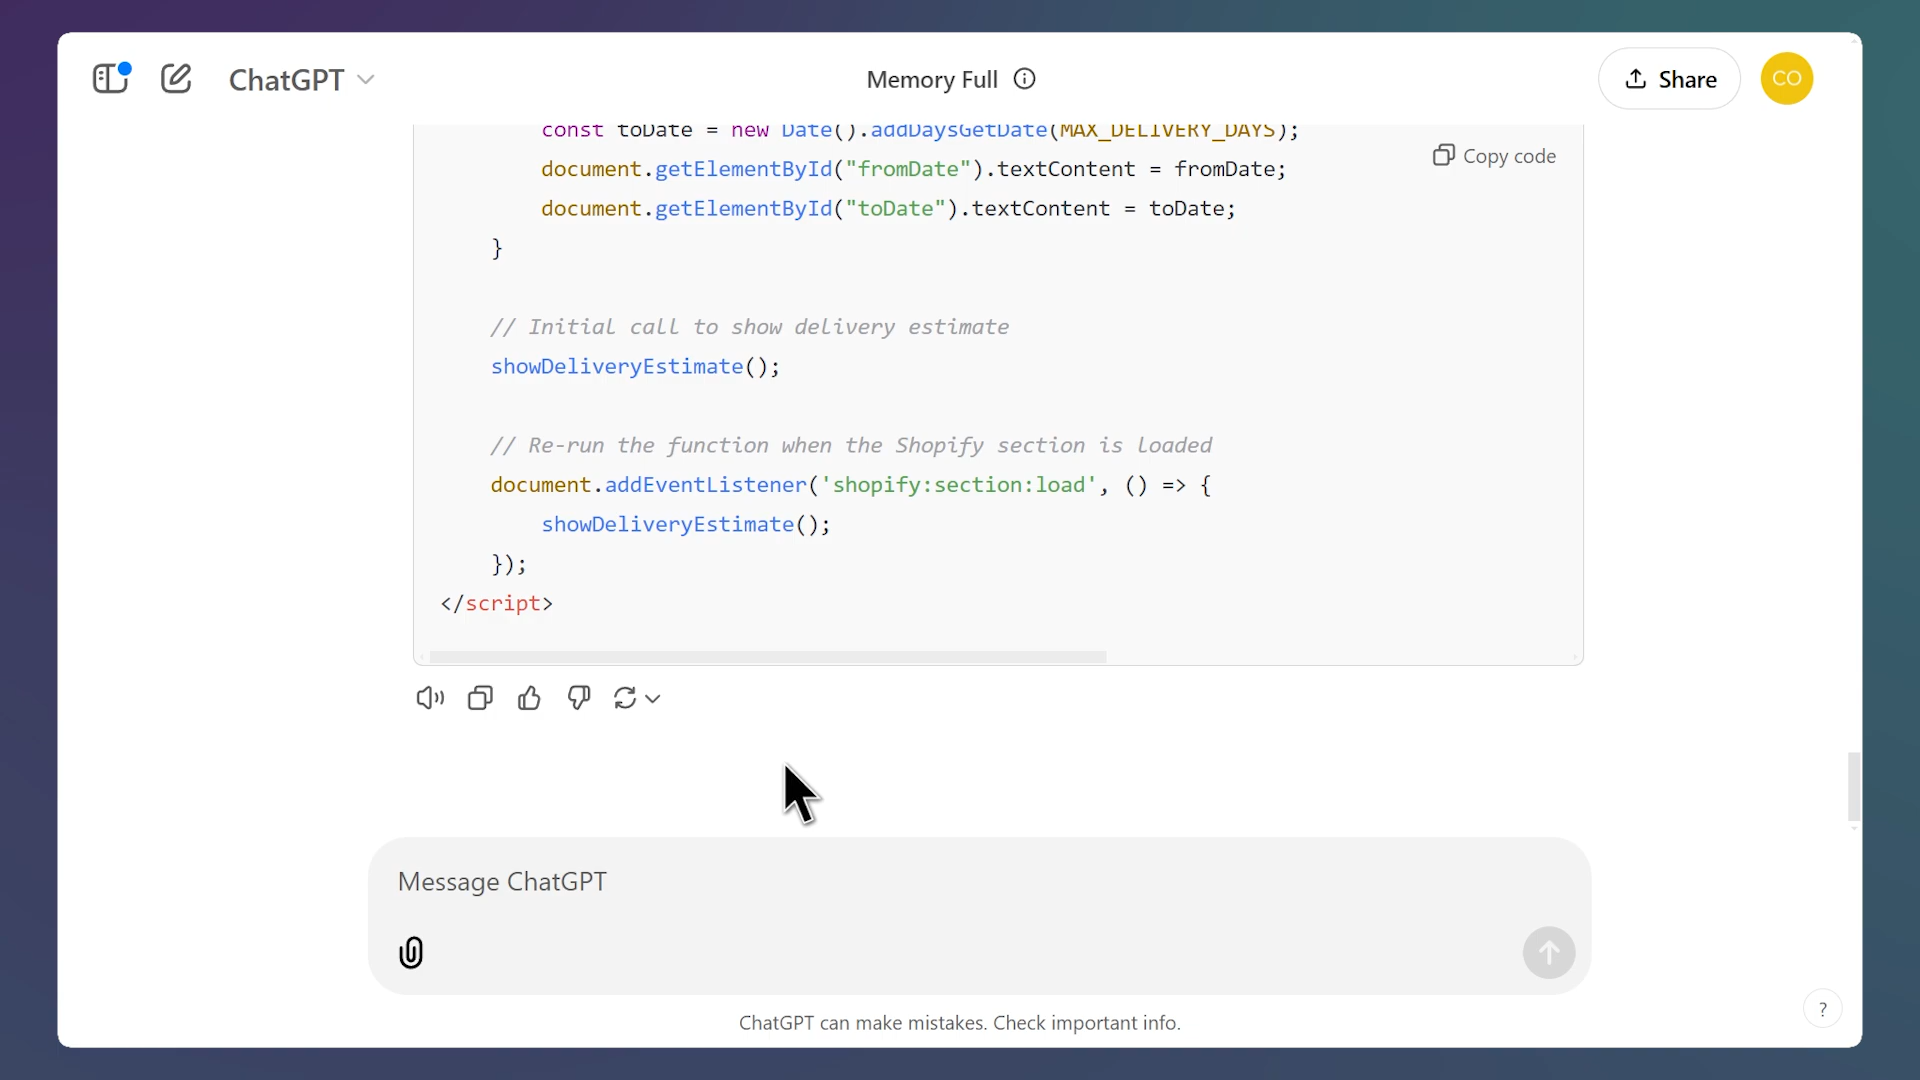 ChatGPT
Memory Full
Share
CO
const toDate = new Date().addDaysGetDate(MAX_DELIVERY_DAYS);
Copy code
document.getElementById("fromDate").textContent = fromDate;
document.getElementById("toDate").textContent = toDate;
}
// Initial call to show delivery estimate
showDeliveryEstimate();
// Re-run the function when the Shopify section is loaded
document.addEventListener('shopify:section:load', () => {
showDeliveryEstimate();
});
</script>
Message ChatGPT
ChatGPT can make mistakes. Check important info.
?